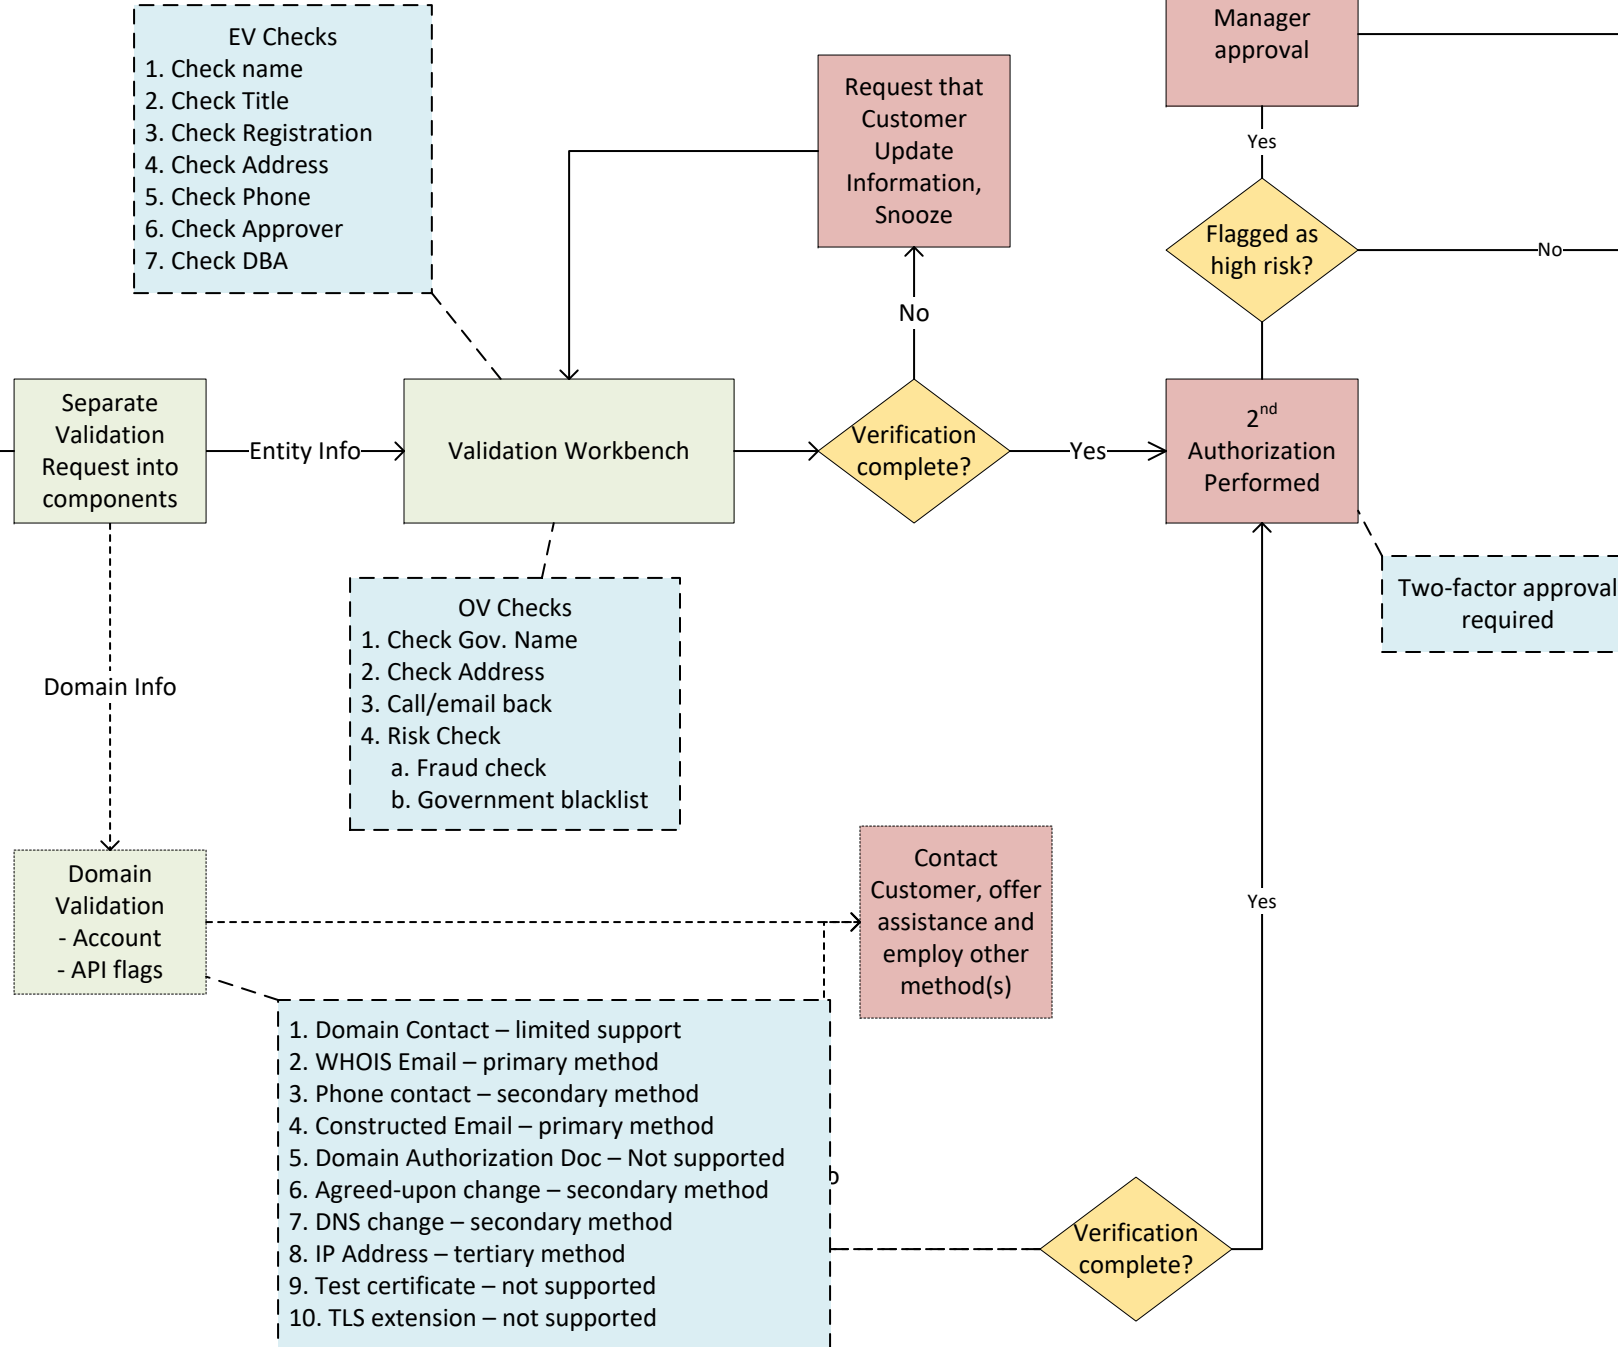 EV Checks
1. Check name
2. Check Title
3. Check Registration
4. Check Address
5. Check Phone
6. Check Approver
7. Check DBA
Request that
Customer
Update
Information,
Snooze
Manager
approval
Yes
Flagged as
high risk?
No
No
Separate
Validation
Request into
components
Entity Info
Validation Workbench
Verification
complete?
Yes
2nd
Authorization
Performed
Two-factor approval
required
OV Checks
1. Check Gov. Name
2. Check Address
3. Call/email back
4. Risk Check
a. Fraud check
b. Government blacklist
Domain Info
Domain
Validation
- Account
- API flags
Contact
Customer, offer
assistance and
employ other
method(s)
Yes
1. Domain Contact – limited support
2. WHOIS Email – primary method
3. Phone contact – secondary method
4. Constructed Email – primary method
5. Domain Authorization Doc – Not supported
6. Agreed-upon change – secondary method
7. DNS change – secondary method
8. IP Address – tertiary method
9. Test certificate – not supported
10. TLS extension – not supported
Verification
complete?